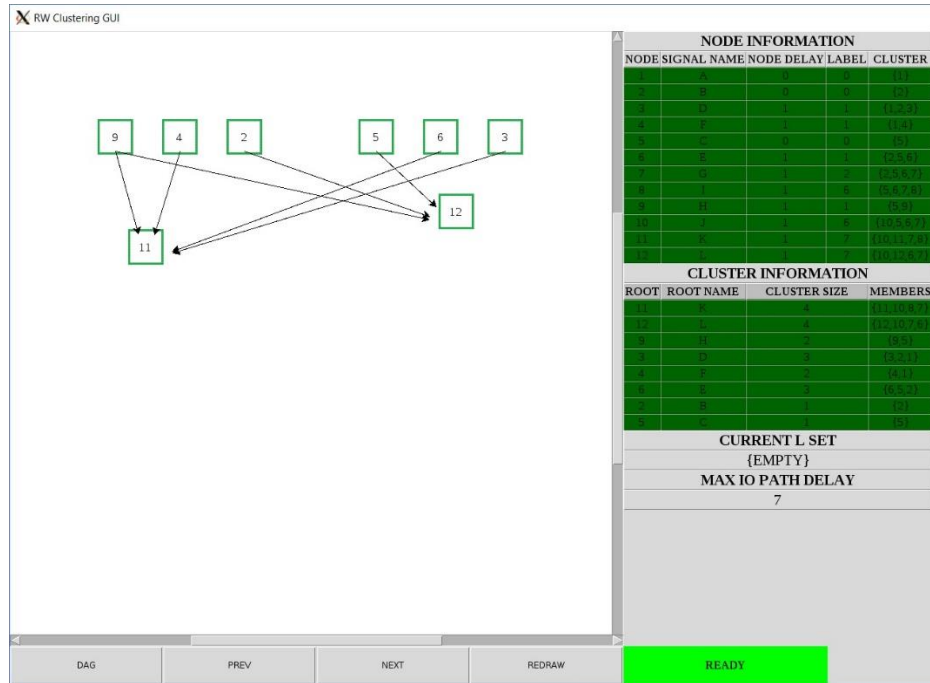 RW Clustering GUI
9 4 2 5 6 3
12
11
NODE INFORMATION
NODE SIGNAL NAME NODE DELAY LABEL CLUSTER
1 A 0 0 {1}
2 B 0 0 {2}
3 D 1 1 {1,2,3}
4 F 1 1 {1,4}
5 C 0 0 {5}
6 E 1 1 {2,5,6}
7 G 1 2 {2,5,6,7}
8 I 1 6 {5,6,7,8}
9 H 1 1 {5,9}
10 J 1 6 {10,5,6,7}
11 K 1 7 {10,11,7,8}
12 L 1 7 {10,12,6,7}
CLUSTER INFORMATION
ROOT ROOT NAME CLUSTER SIZE MEMBERS
11 K 4 {11,10,8,7}
12 L 4 {12,10,7,6}
9 H 2 {9,5}
3 D 3 {3,2,1}
4 F 2 {4,1}
6 E 3 {6,5,2}
2 B 1 {2}
5 C 1 {5}
CURRENT L SET
{EMPTY}
MAX IO PATH DELAY
7
DAG PREV NEXT REDRAW READY